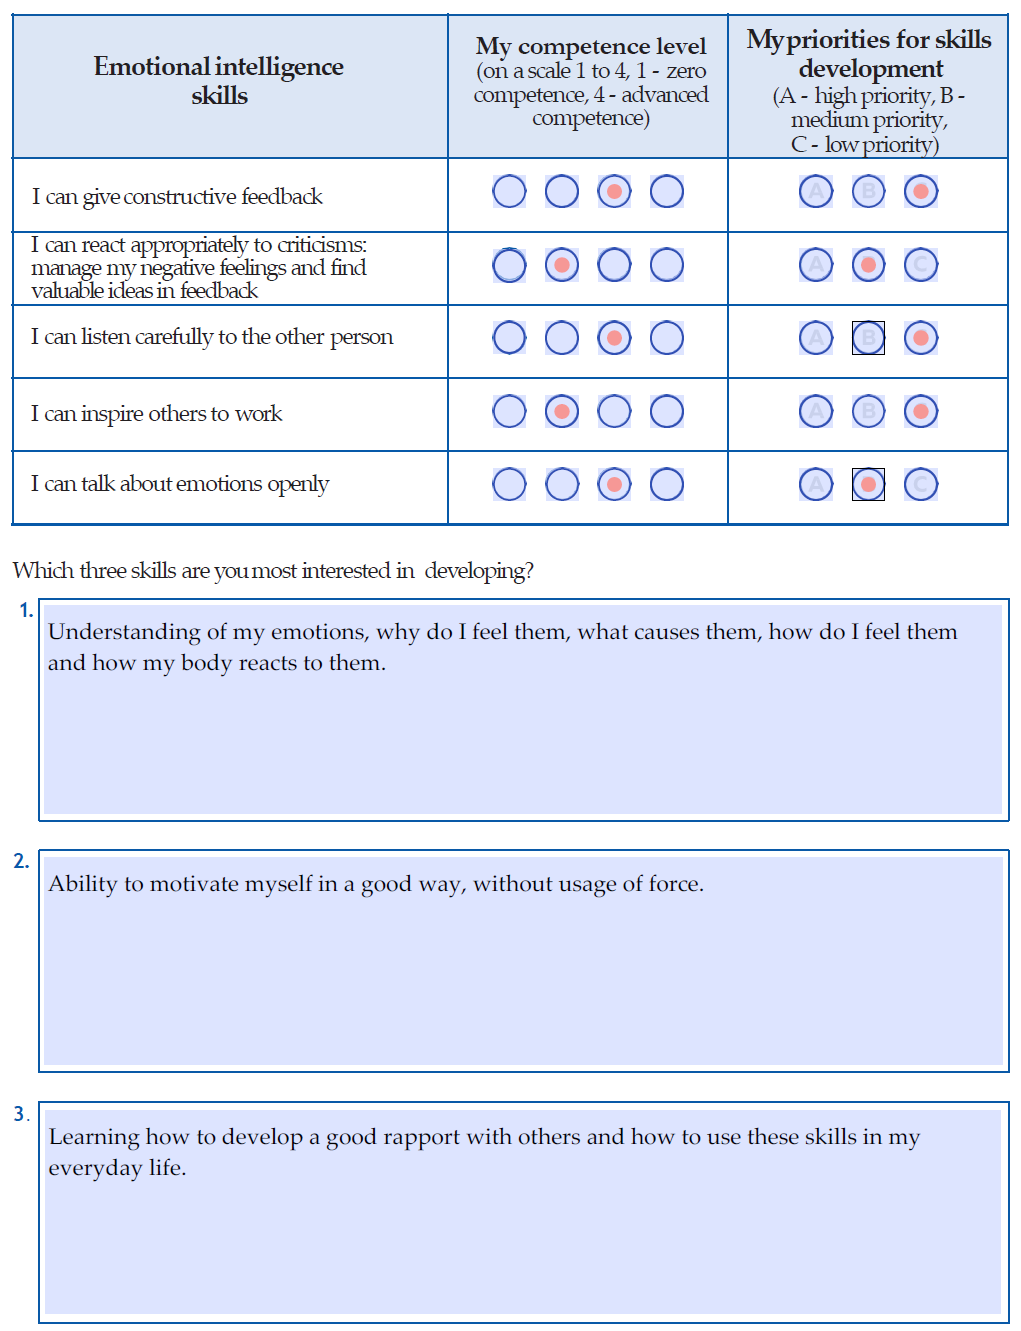 Emotional intelligence
skills
My competence level
(on a scale 1 to 4, 1 - zero
competence, 4 - advanced
competence)
My priorities for skills
development
(A - high priority, B -
medium priority,
C - low priority)
I can give constructive feedback
A B
I can react appropriately to criticisms:
manage my negative feelings and find
valuable ideas in feedback
A C
I can listen carefully to the other person
A B
I can inspire others to work
A B
I can talk about emotions openly
A C
Which three skills are you most interested in developing?
1.
Understanding of my emotions, why do I feel them, what causes them, how do I feel them
and how my body reacts to them.
2.
Ability to motivate myself in a good way, without usage of force.
3.
Learning how to develop a good rapport with others and how to use these skills in my
everyday life.